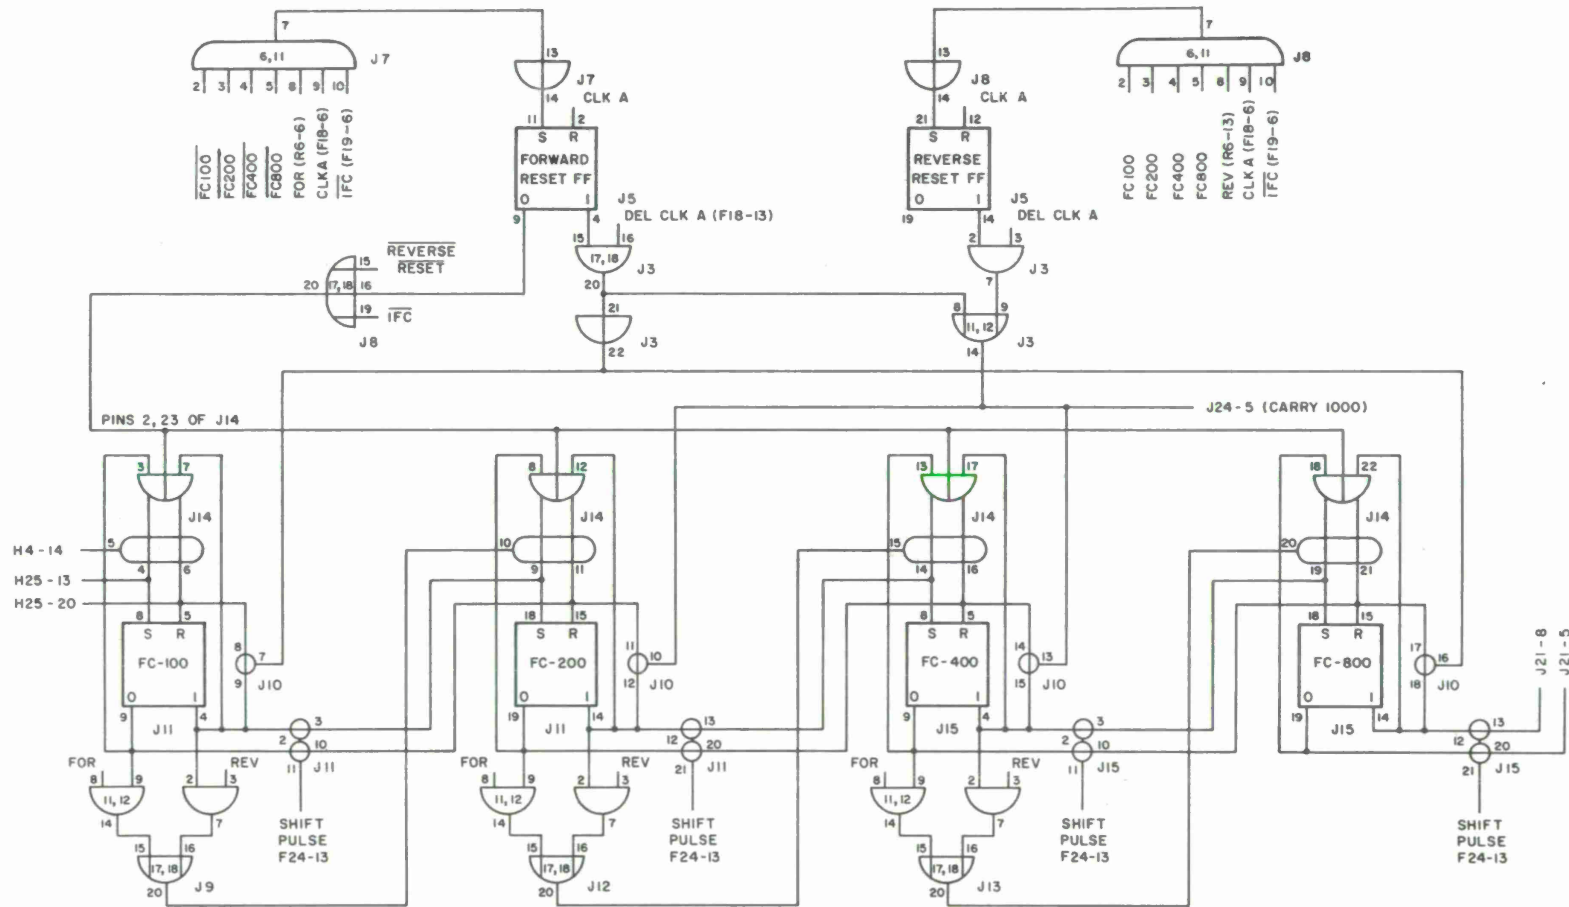 7
6, 11
J7
2 3 4 5 8 9 10
FC100
FC200
FC400
FC800
FOR (R6-6)
CLKA (F18-6)
IFC (F19-6)
13
J7
14
CLK A
11 2
S R
FORWARD
RESET FF
0 1
9 4
J5
DEL CLK A (F18-13)
15 16
17, 18
J3
20
21
J3
22
7
6, 11
J8
2 3 4 5 8 9 10
FC100
FC200
FC400
FC800
REV (R6-13)
CLK A (F18-6)
IFC (F19-6)
13
J8
14
CLK A
21 12
S R
REVERSE
RESET FF
0 1
19 14
J5
DEL CLK A
2 3
J3
7
8 9
11, 12
J3
14
REVERSE
RESET
15
20 17, 18 16
19
IFC
J8
J24-5 (CARRY 1000)
PINS 2, 23 OF J14
3 7
J14
H4-14
5
4 6
H25-13
H25-20
8 5
S R
FC-100
0 1
9 4
J11
8
7
9
J10
3
2 10
11 J11
FOR
REV
8 9
2 3
11, 12
14
7
15 16
17, 18
20
J9
SHIFT
PULSE
F24-13
8 12
J14
10
9 11
18 15
S R
FC-200
0 1
19 14
J11
11
10
12
J10
13
12 20
21 J11
FOR
REV
8 9
2 3
11, 12
14
7
15 16
17, 18
20
J12
SHIFT
PULSE
F24-13
13 17
J14
15
14 16
8 5
S R
FC-400
0 1
9 4
J15
14
13
15
J10
3
2 10
11 J15
FOR
REV
8 9
2 3
11, 12
14
7
15 16
17, 18
20
J13
SHIFT
PULSE
F24-13
18 22
J14
20
19 21
18 15
S R
FC-800
0 1
19 14
J15
17
16
18
J10
13
12 20
21 J15
J21-8
J21-5
SHIFT
PULSE
F24-13